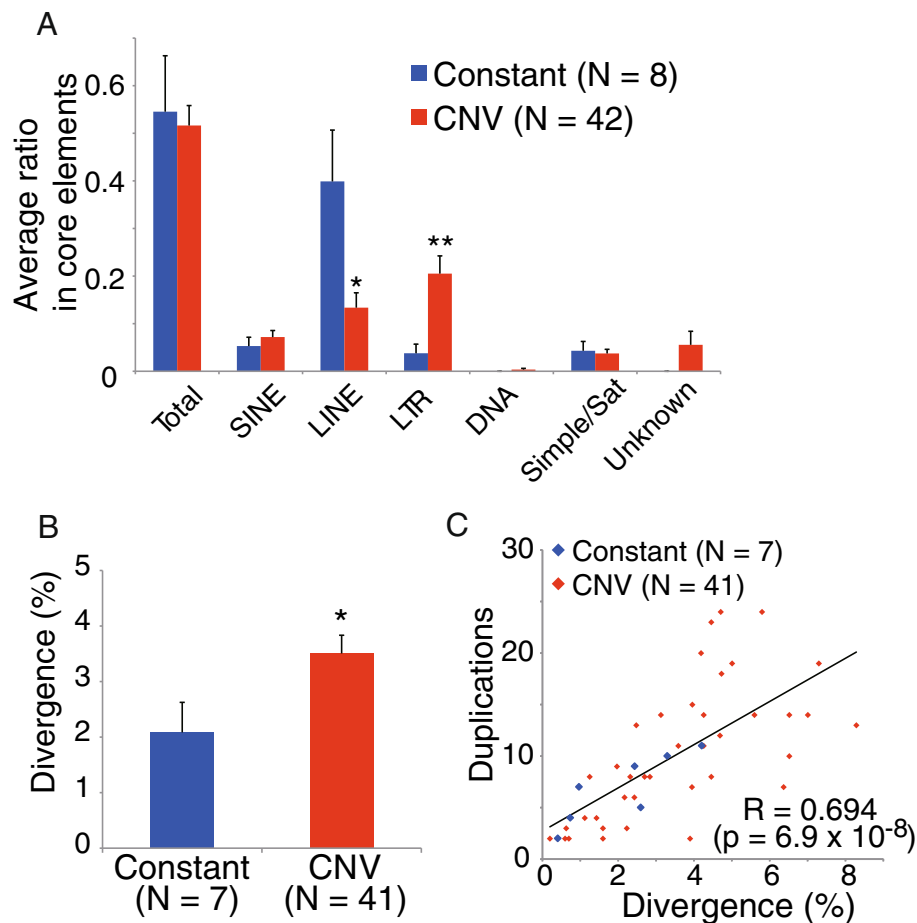 A
Average ratio
in core elements
0.6
0.4
0.2
0
Constant (N = 8)
CNV (N = 42)
*
**
Total
SINE
LINE
LTR
DNA
Simple/Sat
Unknown
B
Divergence (%)
5
4
3
2
1
0
*
Constant
(N = 7)
CNV
(N = 41)
C
Duplications
30
20
10
0
Constant (N = 7)
CNV (N = 41)
R = 0.694
(p = 6.9 x 10-8)
0
2
4
6
8
Divergence (%)